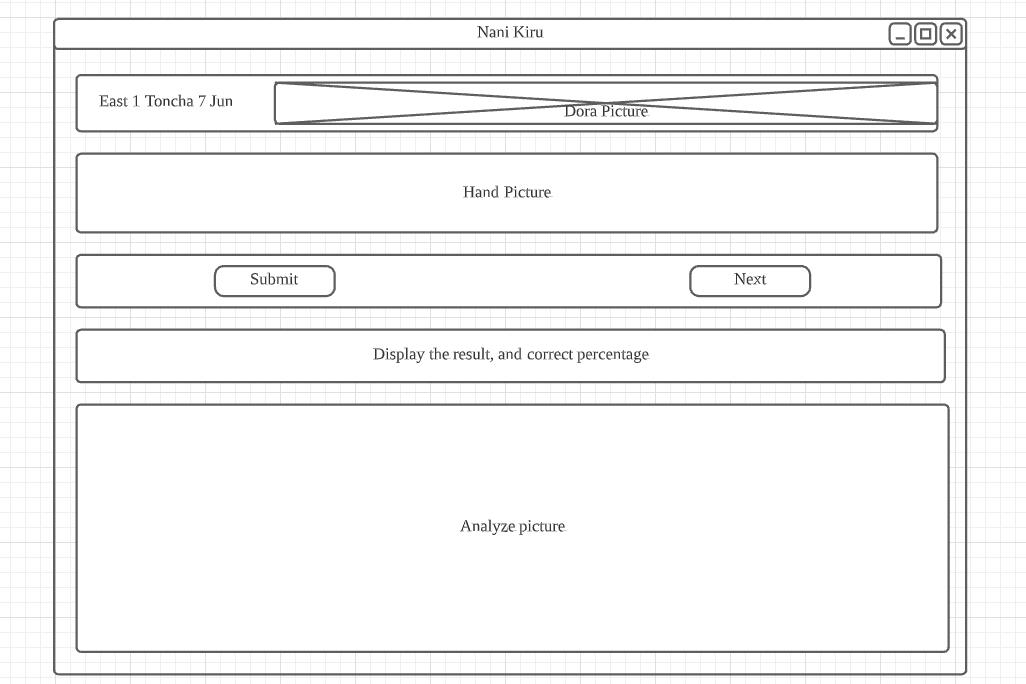 Nani Kiru
East 1 Toncha 7 Jun
Dora Picture
Hand Picture
Submit
Next
Display the result, and correct percentage
Analyze picture